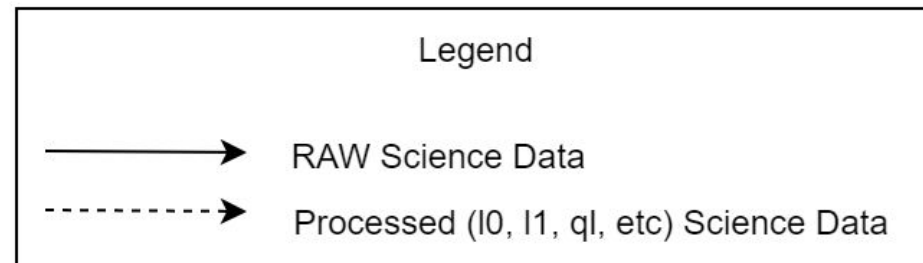 Legend
RAW Science Data
Processed (l0, l1, ql, etc) Science Data